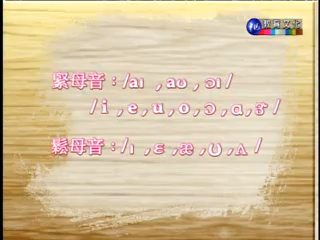 緊母音：/aɪ , aʊ , ɔɪ /
/ i , e , u , o , ɔ , ɑ, ɝ /
鬆母音：/ɪ , ɛ , æ , ʊ , ʌ /